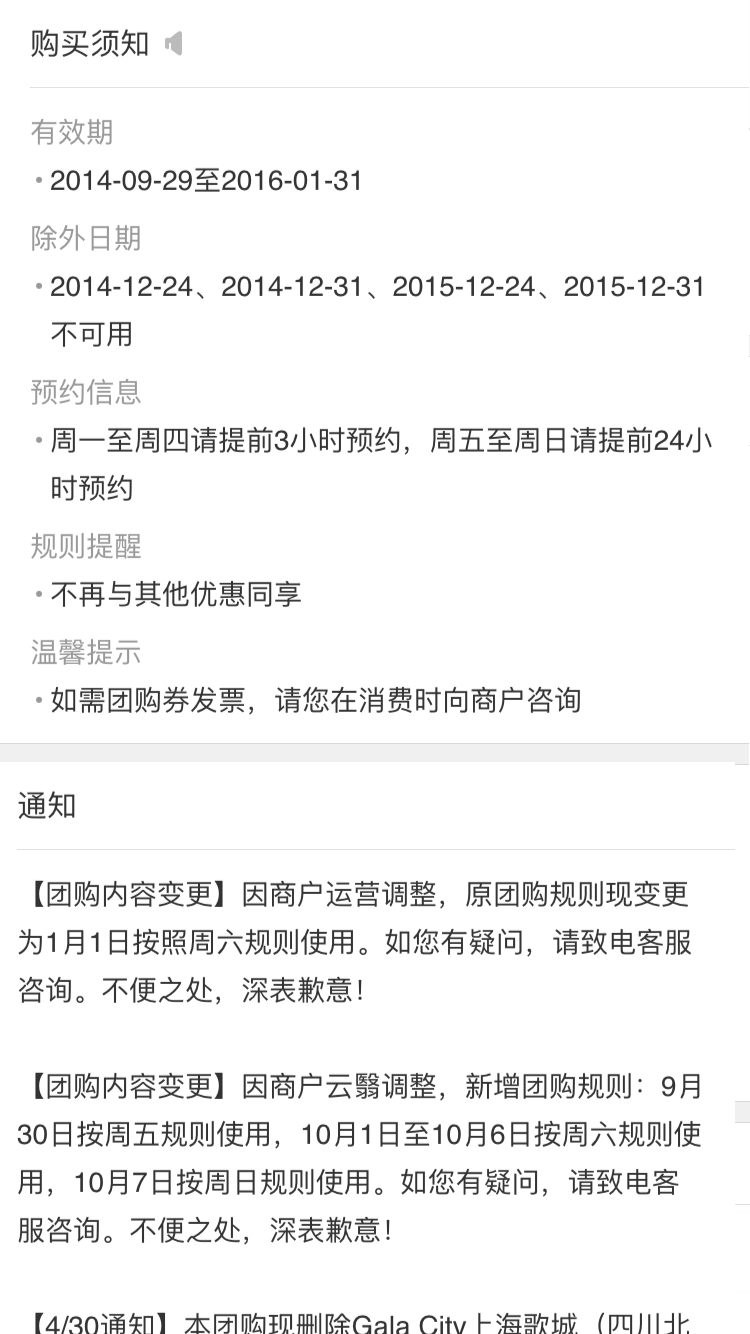 购买须知
有效期
•2014-09-29至2016-01-31
除外日期
•2014-12-24、2014-12-31、2015-12-24、2015-12-31
不可用
预约信息
•周一至周四请提前3小时预约，周五至周日请提前24小
时预约
规则提醒
•不再与其他优惠同享
温馨提示
•如需团购券发票，请您在消费时向商户咨询
通知
【团购内容变更】因商户运营调整，原团购规则现变更
为1月1日按照周六规则使用。如您有疑问，请致电客服
咨询。不便之处，深表歉意！
【团购内容变更】因商户云翳调整，新增团购规则：9月
30日按周五规则使用，10月1日至10月6日按周六规则使
用，10月7日按周日规则使用。如您有疑问，请致电客
服咨询。不便之处，深表歉意！
【4/30通知】本团购现删除Gala City上海歌城（四川北